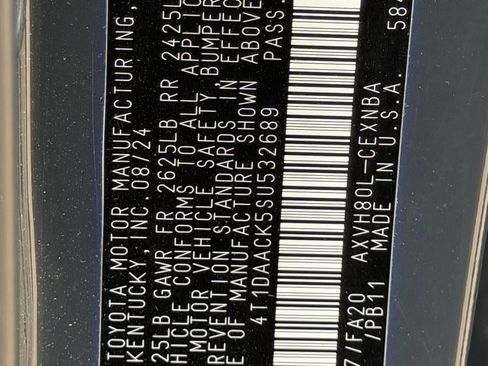 TOYOTA MOTOR MANUFACTURING,
KENTUCKY, INC. 08/24
25LB GAWR FR 2625LB RR 2425L
HICLE CONFORMS TO ALL APPLIC
MOTOR VEHICLE SAFETY, BUMPER
REVENTION STANDARDS IN EFFEC
E OF MANUFACTURE SHOWN ABOVE
4T1DAACK5SU532689 PASS
7/FA20 AXVH80L-CEXNBA
/PB11 MADE IN U.S.A. 584